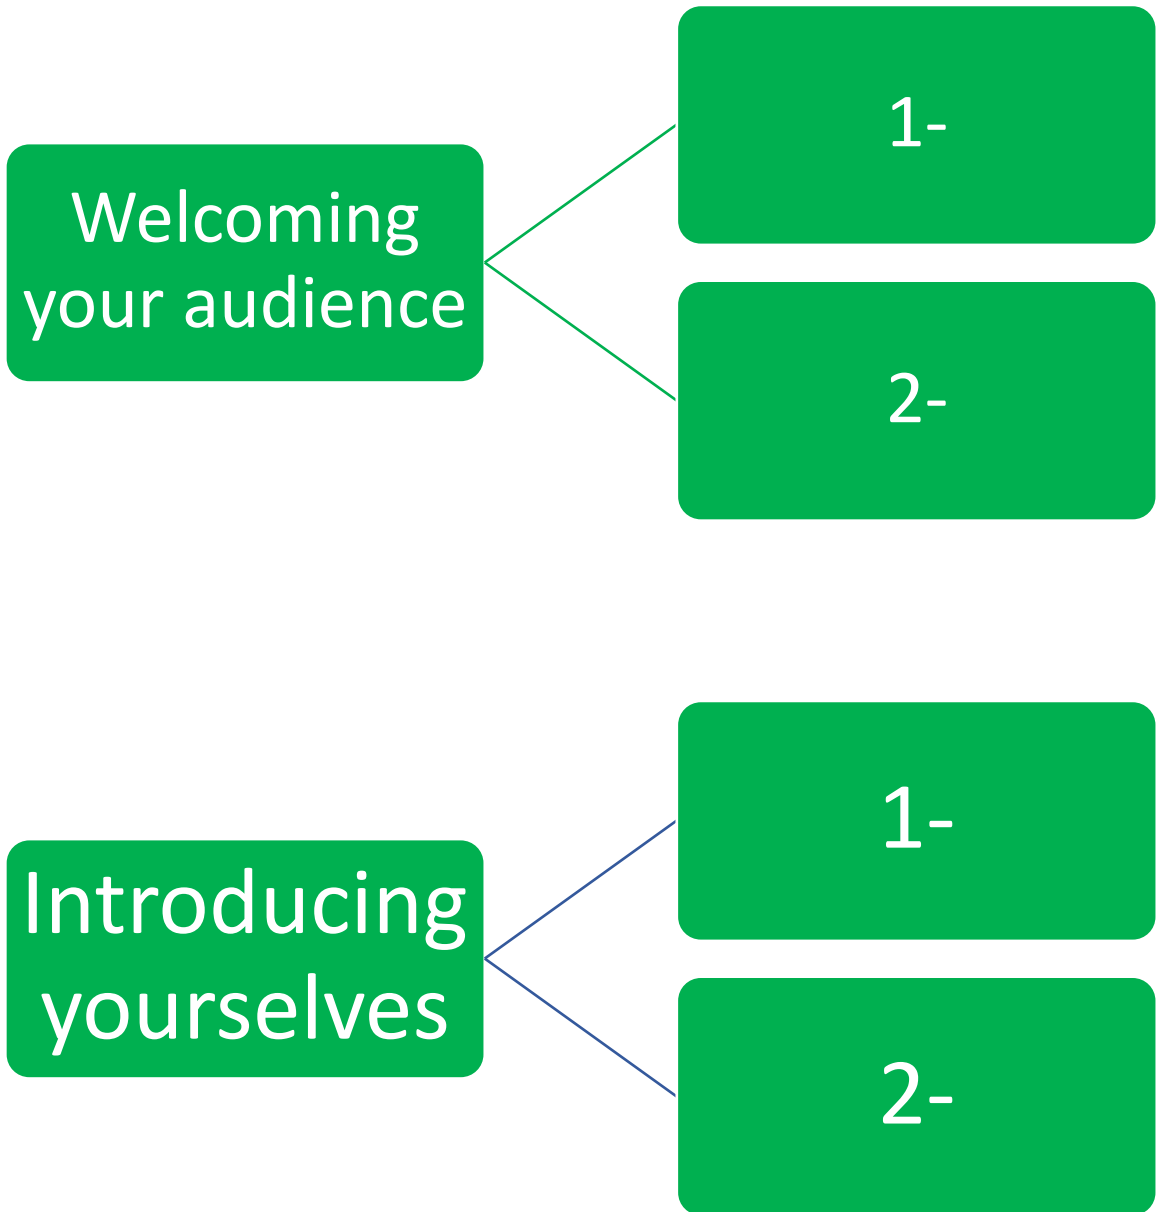 Welcoming
your audience
1-
2-
Introducing
yourselves
1-
2-